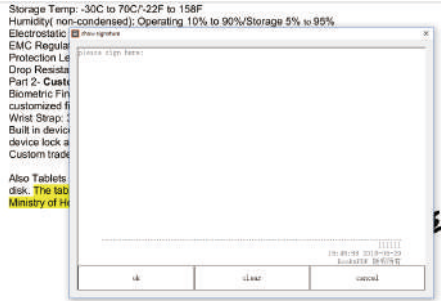 Storage Temp: -30C to 70C/-22F to 158F
Humidity( non-condensed): Operating 10% to 90%/Storage 5% to 95%
Electrostatic
EMC Regula
Protection Le
Drop Resista
Part 2- Custo
Biometric Fin
customized fi
Wrist Strap:
Built in devic
device lock a
Custom trade
Also Tablets
disk. The tab
Ministry of He
show signature
please sign here:
ok
clear
cancel